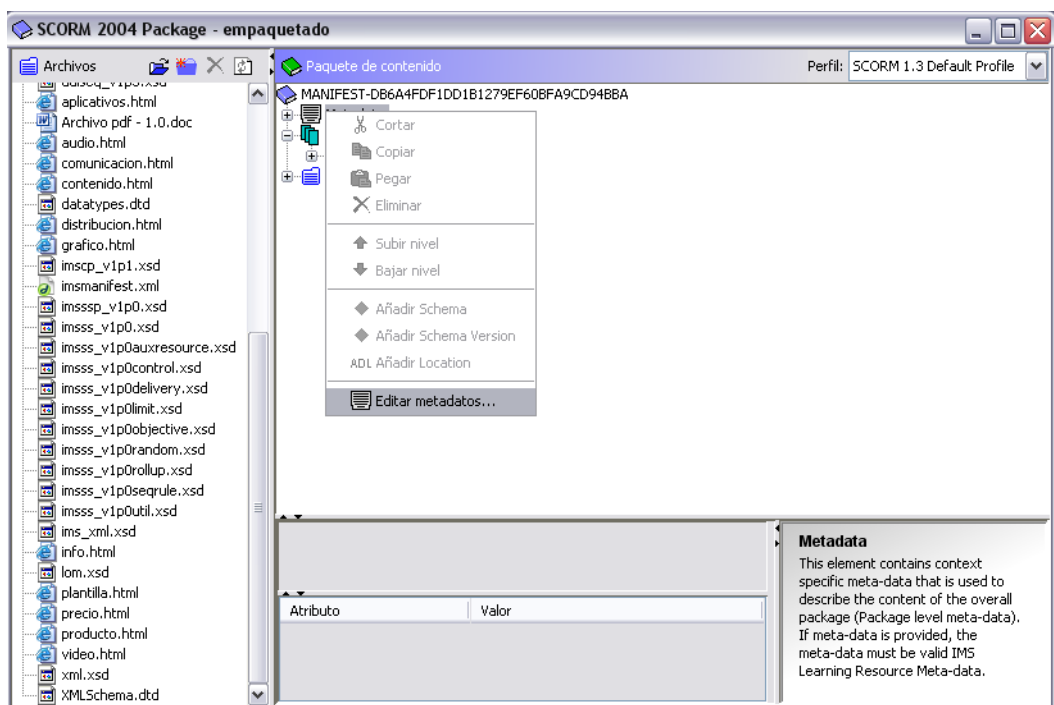 SCORM 2004 Package - empaquetado
Archivos
aplicativos.html
Archivo pdf - 1.0.doc
audio.html
comunicacion.html
contenido.html
datatypes.dtd
distribucion.html
grafico.html
imscp_v1p1.xsd
imsmanifest.xml
imsssp_v1p0.xsd
imsss_v1p0.xsd
imsss_v1p0auxresource.xsd
imsss_v1p0control.xsd
imsss_v1p0delivery.xsd
imsss_v1p0limit.xsd
imsss_v1p0objective.xsd
imsss_v1p0random.xsd
imsss_v1p0rollup.xsd
imsss_v1p0seqrule.xsd
imsss_v1p0util.xsd
ims_xml.xsd
info.html
lom.xsd
plantilla.html
precio.html
producto.html
video.html
xml.xsd
XMLSchema.dtd
Paquete de contenido
Perfil: SCORM 1.3 Default Profile
MANIFEST-DB6A4FDF1DD1B1279EF60BFA9CD94BBA
Cortar
Copiar
Pegar
Eliminar
Subir nivel
Bajar nivel
Añadir Schema
Añadir Schema Version
ADL Añadir Location
Editar metadatos...
Atributo Valor
Metadata
This element contains context
specific meta-data that is used to
describe the content of the overall
package (Package level meta-data).
If meta-data is provided, the
meta-data must be valid IMS
Learning Resource Meta-data.